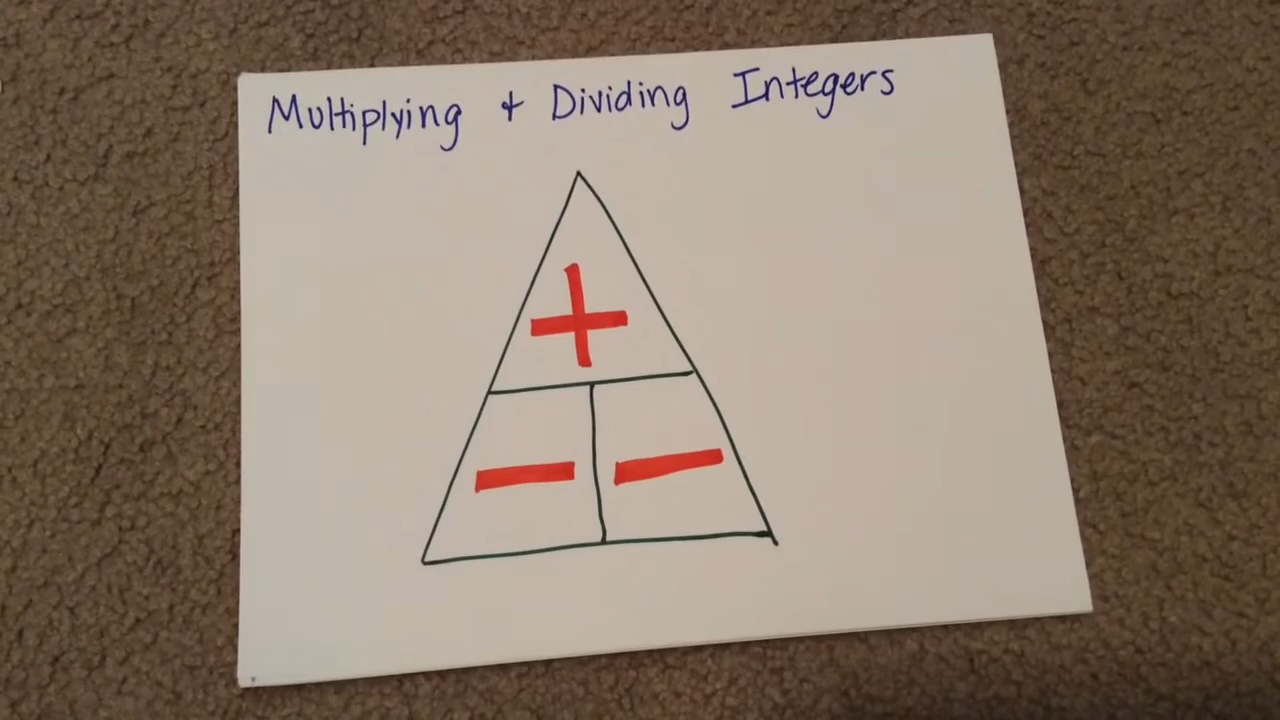 Multiplying + Dividing Integers
+
− −